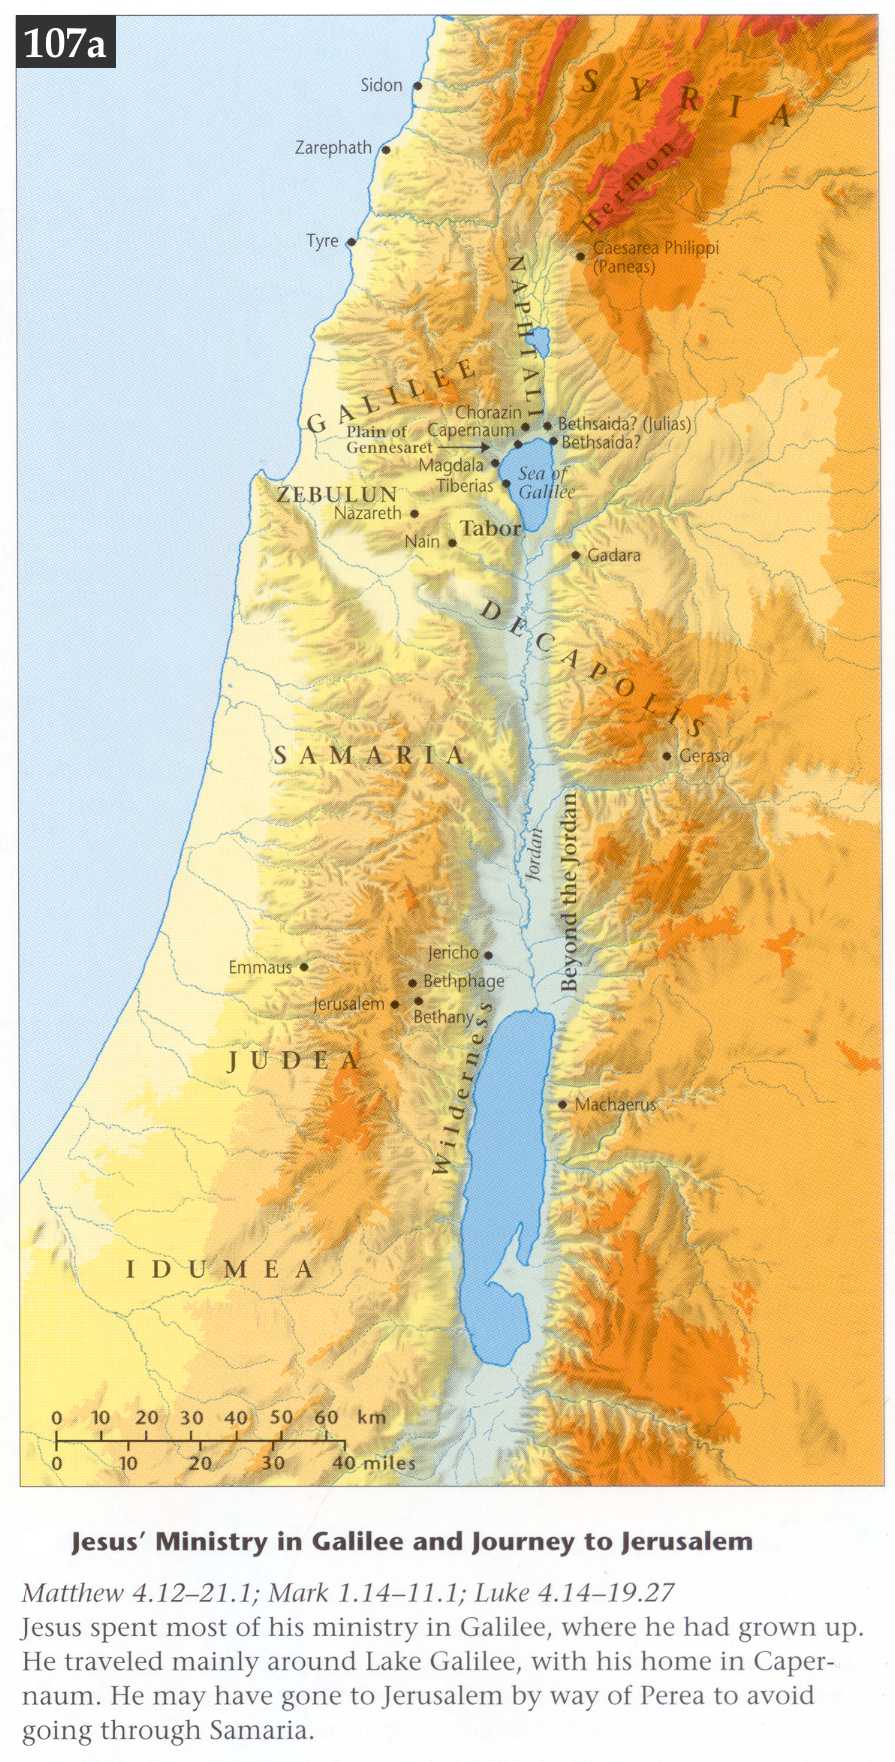 107a
SYRIA
Sidon
Hermon
Zarephath
Tyre
Caesarea Philippi
(Paneas)
NAPHTALI
GALILEE
Chorazin
Bethsaida? (Julias)
Capernaum
Bethsaida?
Plain of
Gennesaret
Magdala
Sea of
Galilee
Tiberias
ZEBULUN
Nazareth
Tabor
Nain
Gadara
DECAPOLIS
SAMARIA
Gerasa
Jordan
Beyond the Jordan
Jericho
Emmaus
Bethphage
Jerusalem
Bethany
Wilderness
JUDEA
Machaerus
IDUMEA
0 10 20 30 40 50 60 km
0 10 20 30 40 miles
Jesus’ Ministry in Galilee and Journey to Jerusalem
Matthew 4.12–21.1; Mark 1.14–11.1; Luke 4.14–19.27
Jesus spent most of his ministry in Galilee, where he had grown up.
He traveled mainly around Lake Galilee, with his home in Caper-
naum. He may have gone to Jerusalem by way of Perea to avoid
going through Samaria.